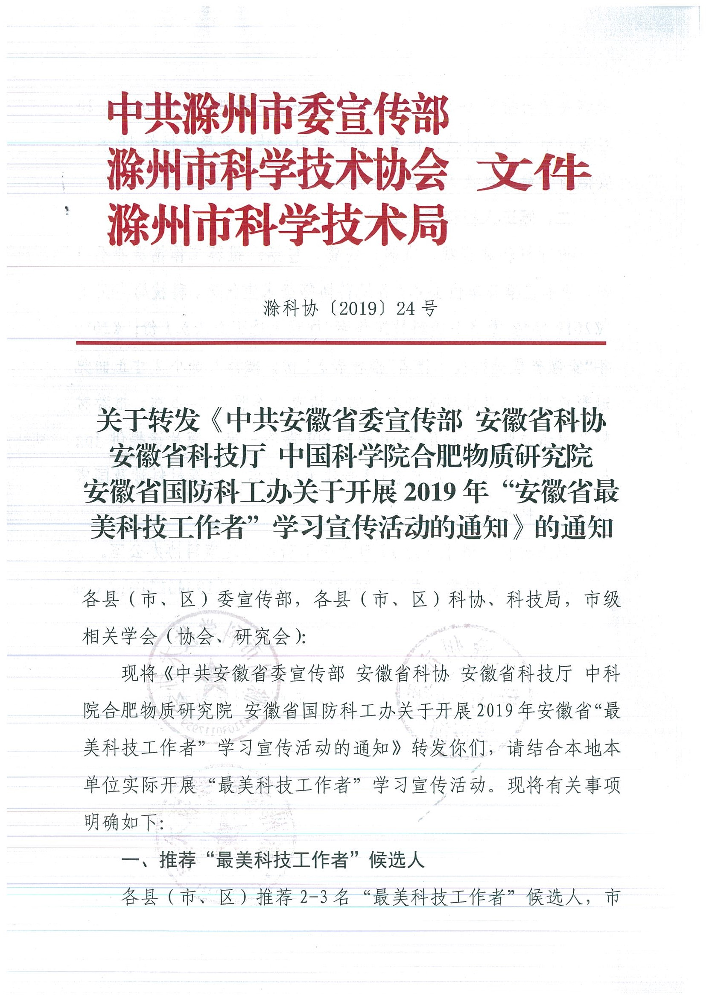 中共滁州市委宣传部
滁州市科学技术协会 文件
滁州市科学技术局
滁科协〔2019〕24 号
关于转发《中共安徽省委宣传部 安徽省科协
安徽省科技厅 中国科学院合肥物质研究院
安徽省国防科工办关于开展 2019 年“安徽省最
美科技工作者”学习宣传活动的通知》的通知
各县（市、区）委宣传部，各县（市、区）科协、科技局，市级
相关学会（协会、研究会）：
现将《中共安徽省委宣传部 安徽省科协 安徽省科技厅 中科
院合肥物质研究院 安徽省国防科工办关于开展 2019 年安徽省“最
美科技工作者”学习宣传活动的通知》转发你们，请结合本地本
单位实际开展“最美科技工作者”学习宣传活动。现将有关事项
明确如下：
一、推荐“最美科技工作者”候选人
各县（市、区）推荐 2-3 名“最美科技工作者”候选人，市